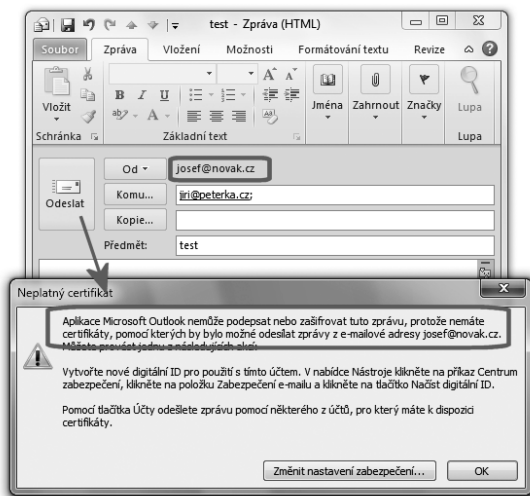 test - Zpráva (HTML)
Soubor Zpráva Vložení Možnosti Formátování textu Revize
Vložit
B I U
A A
ab A
Jména Zahrnout Značky Lupa
Schránka Základní text Lupa
Od josef@novak.cz
Odeslat
Komu... jiri@peterka.cz;
Kopie...
Předmět: test
Neplatný certifikát
Aplikace Microsoft Outlook nemůže podepsat nebo zašifrovat tuto zprávu, protože nemáte
certifikáty, pomocí kterých by bylo možné odesílat zprávy z e-mailové adresy josef@novak.cz.
Můžete provést jednu z následujících akcí:
Vytvořte nové digitální ID pro použití s tímto účtem. V nabídce Nástroje klikněte na příkaz Centrum
zabezpečení, klikněte na položku Zabezpečení e-mailu a klikněte na tlačítko Načíst digitální ID.
Pomocí tlačítka Účty odešlete zprávu pomocí některého z účtů, pro který máte k dispozici
certifikáty.
Změnit nastavení zabezpečení... OK